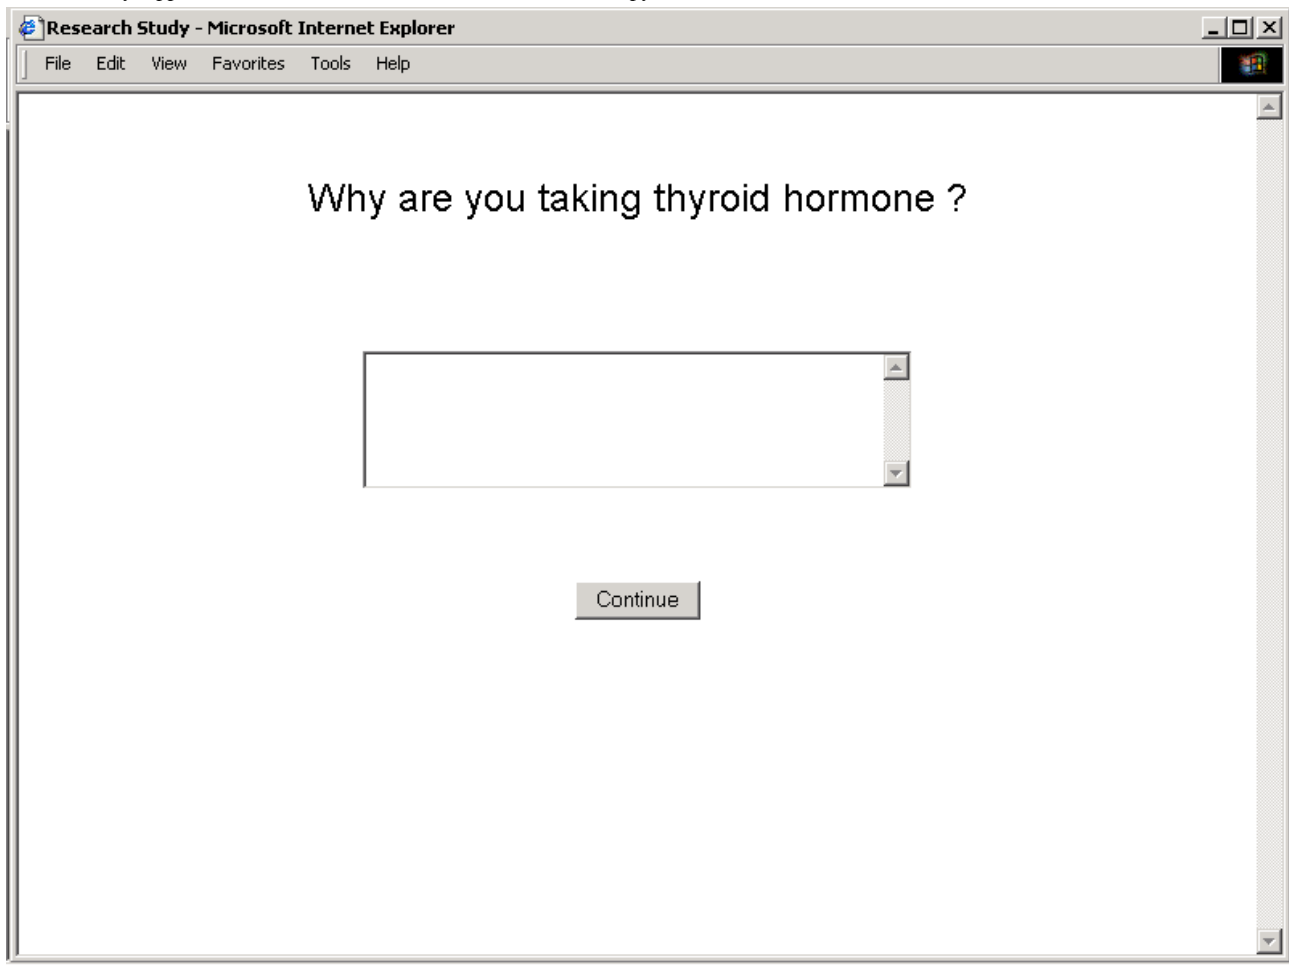 Research Study - Microsoft Internet Explorer
File Edit View Favorites Tools Help
Why are you taking thyroid hormone ?
Continue